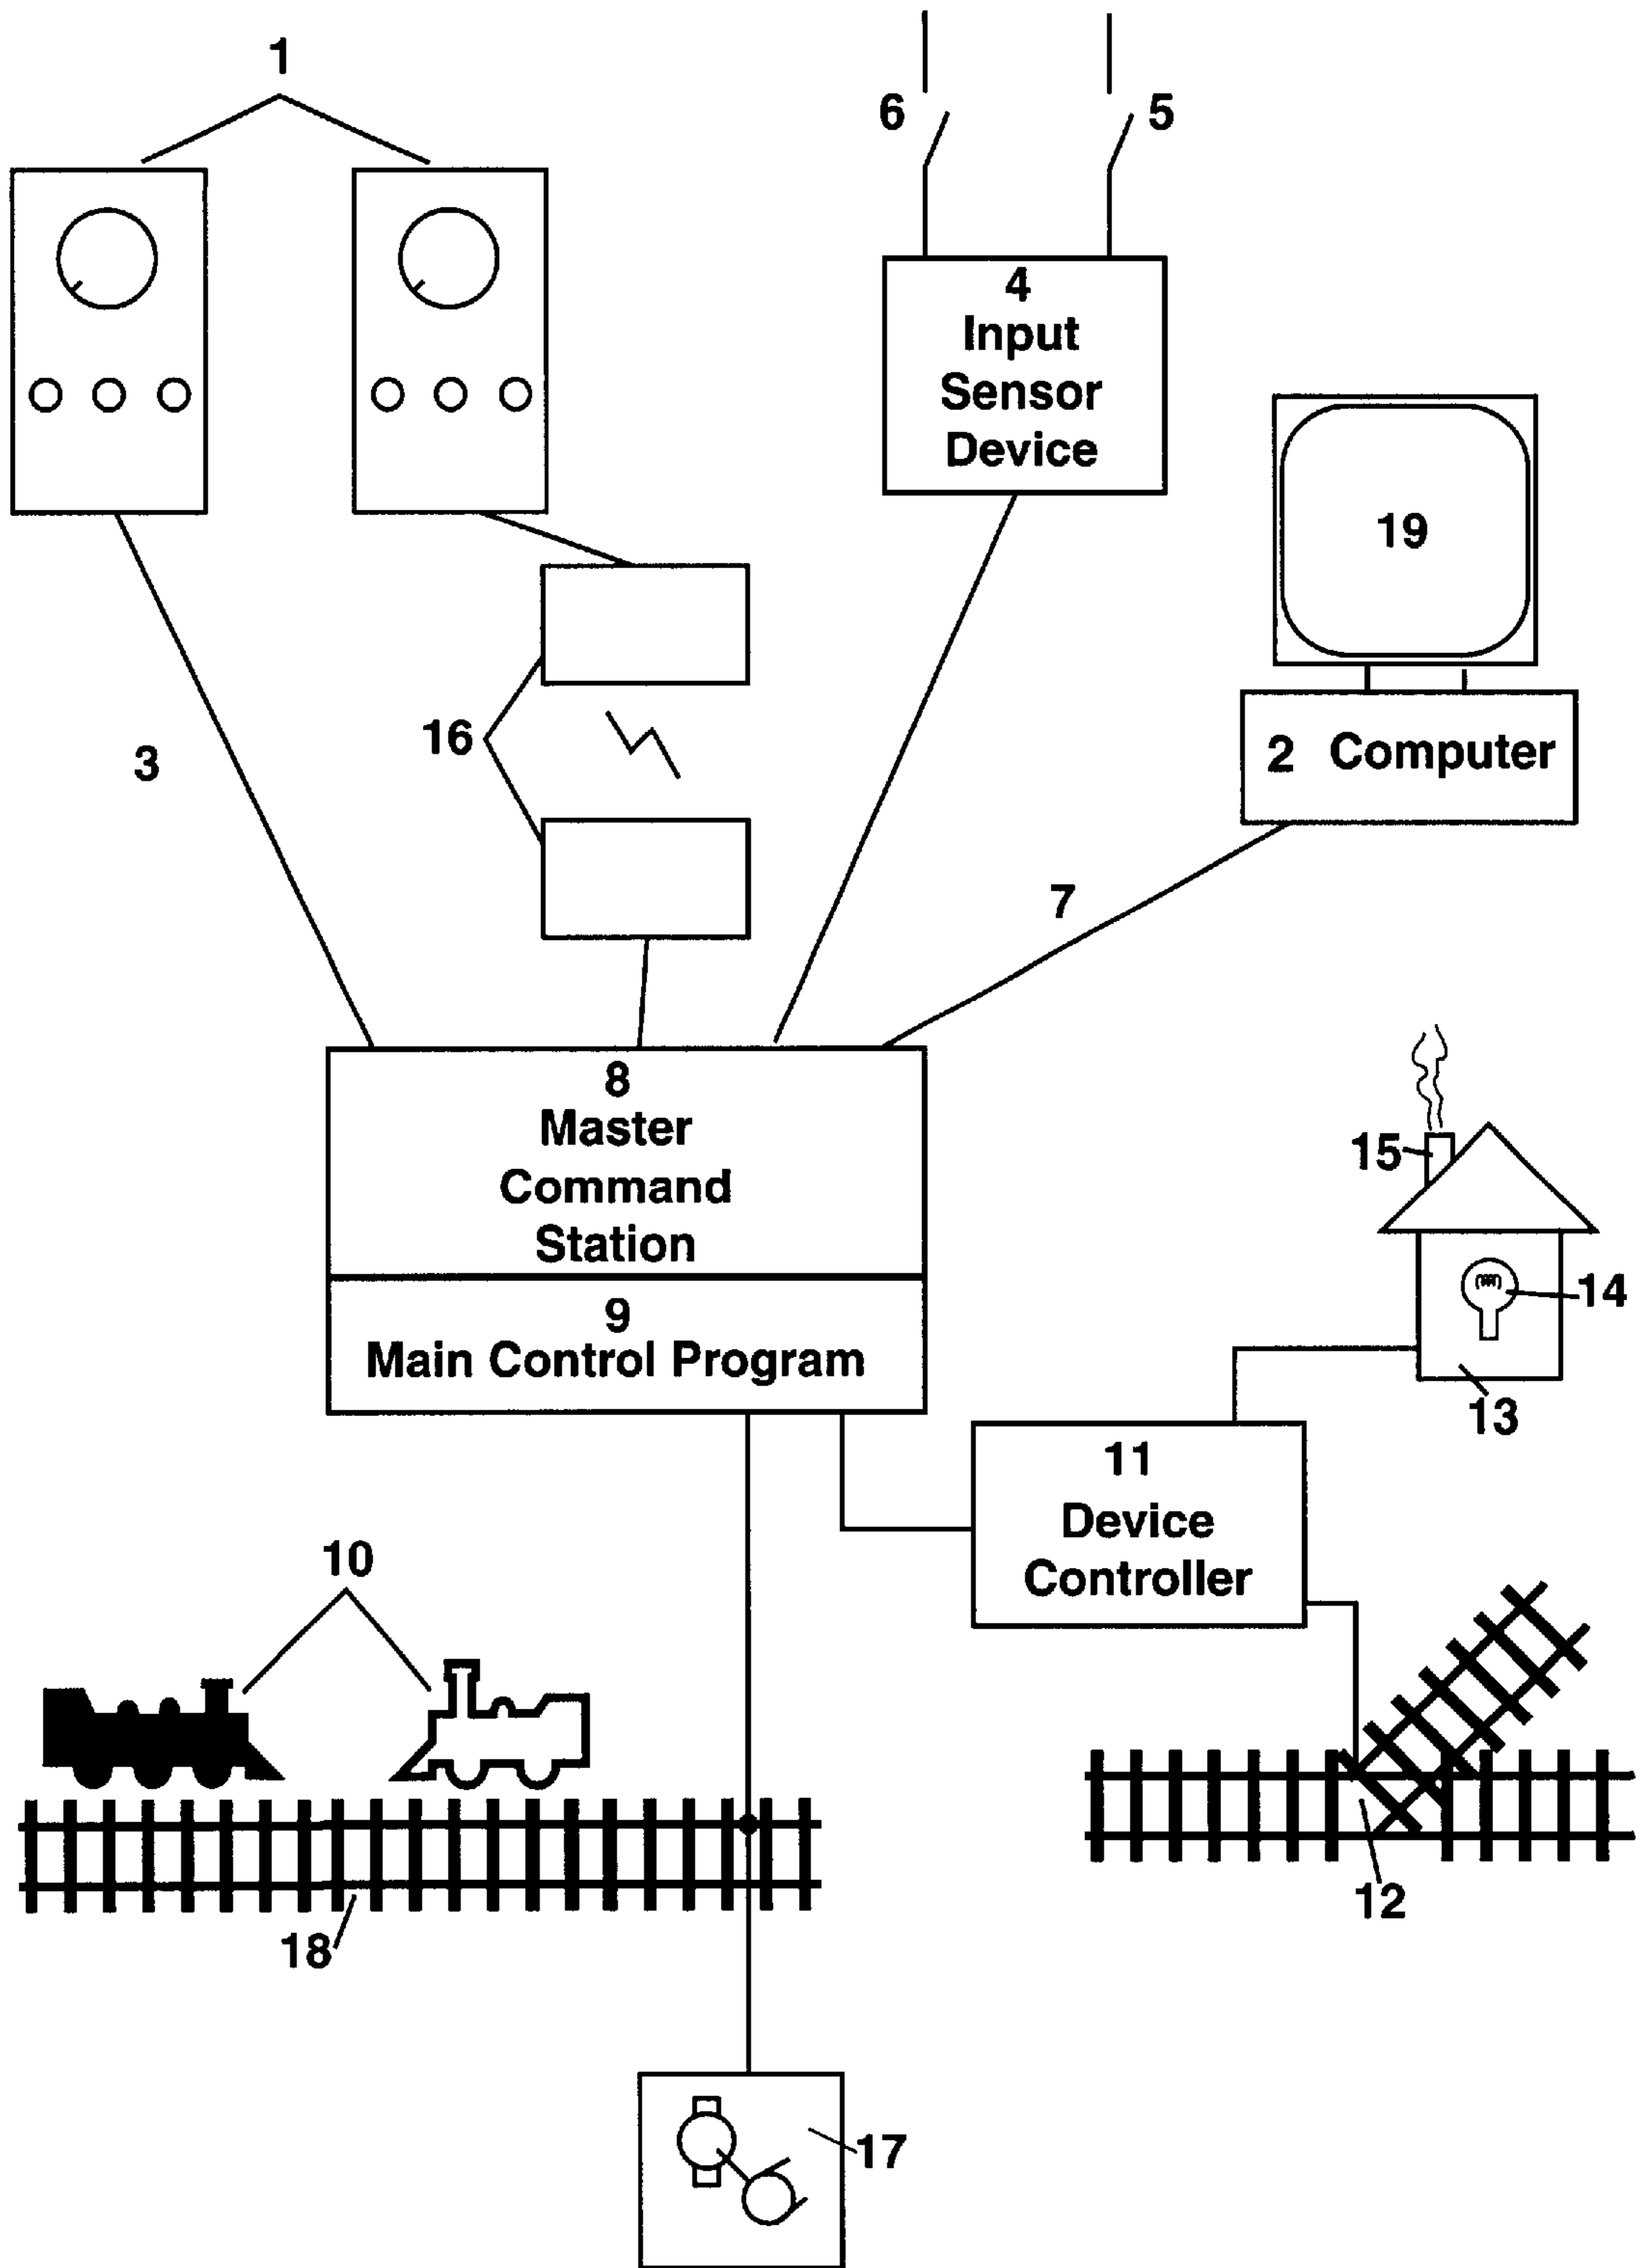 1
6
5
4
Input
Sensor
Device
19
16
3
2 Computer
7
8
Master
Command
Station
15
14
9
Main Control Program
13
11
Device
Controller
10
12
18
17